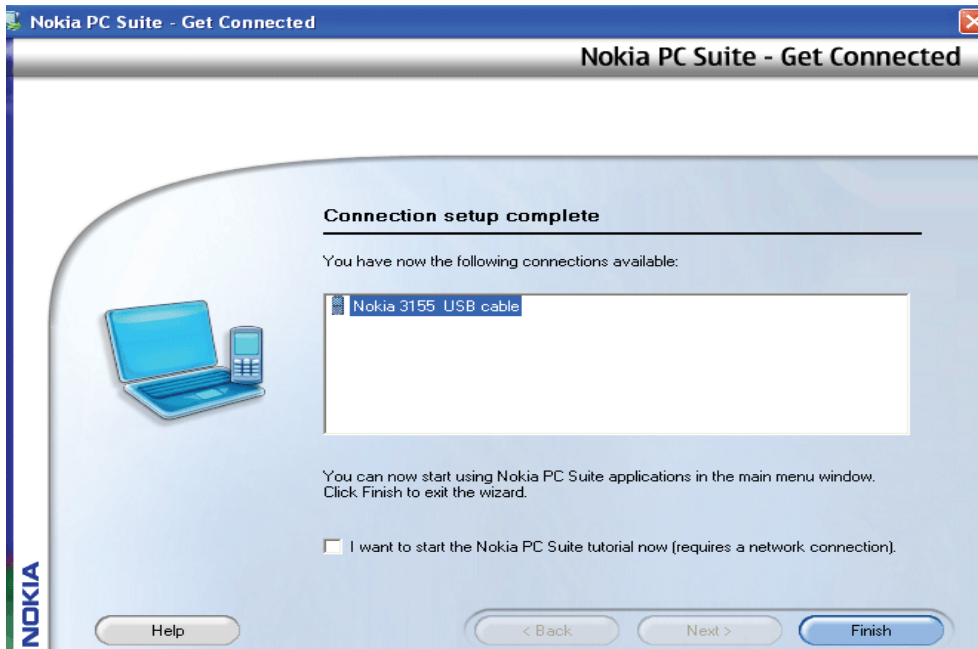 Nokia PC Suite - Get Connected
Nokia PC Suite - Get Connected
Connection setup complete
You have now the following connections available:
Nokia 3155 USB cable
You can now start using Nokia PC Suite applications in the main menu window.
Click Finish to exit the wizard.
I want to start the Nokia PC Suite tutorial now (requires a network connection).
NOKIA
Help
< Back
Next >
Finish